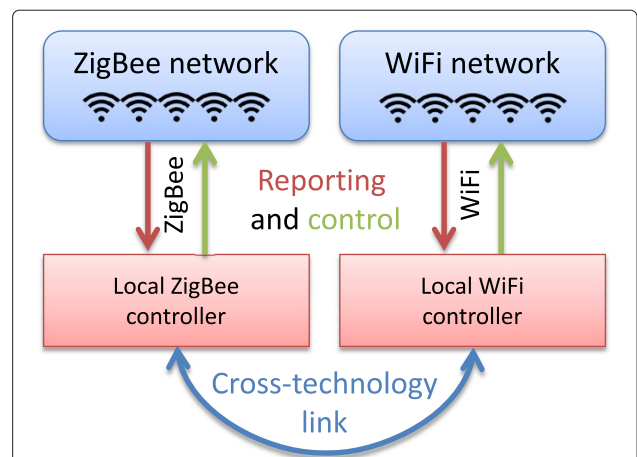 ZigBee network
WiFi network
ZigBee
Reporting
and control
WiFi
Local ZigBee
controller
Local WiFi
controller
Cross-technology
link